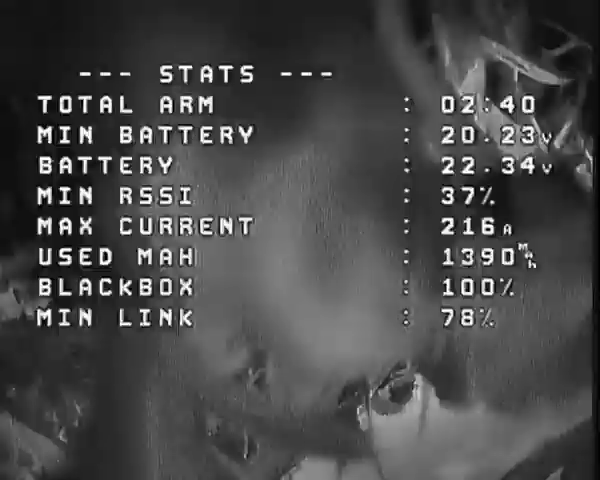 --- STATS ---
TOTAL ARM : 02:40
MIN BATTERY : 20.23V
BATTERY : 22.34V
MIN RSSI : 37%
MAX CURRENT : 216A
USED MAH : 1390mAh
BLACKBOX : 100%
MIN LINK : 78%